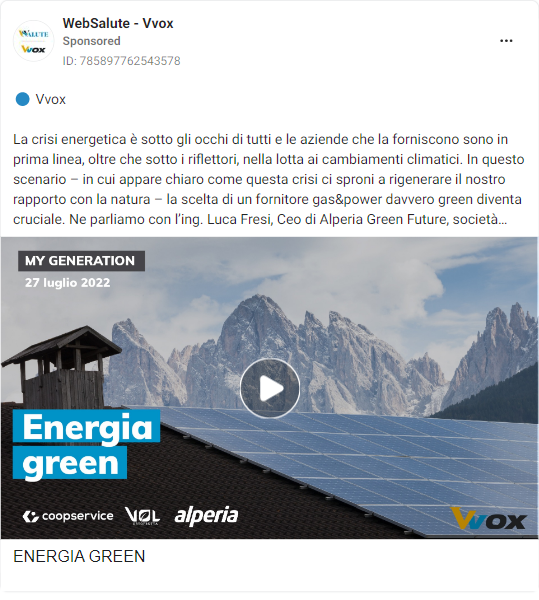 WebSalute - Vvox
Sponsored
ID: 785897762543578
Vvox
La crisi energetica è sotto gli occhi di tutti e le aziende che la forniscono sono in
prima linea, oltre che sotto i riflettori, nella lotta ai cambiamenti climatici. In questo
scenario – in cui appare chiaro come questa crisi ci sproni a rigenerare il nostro
rapporto con la natura – la scelta di un fornitore gas&power davvero green diventa
cruciale. Ne parliamo con l’ing. Luca Fresi, Ceo di Alperia Green Future, società...
MY GENERATION
27 luglio 2022
Energia
green
coopservice
alperia
Vvox
ENERGIA GREEN